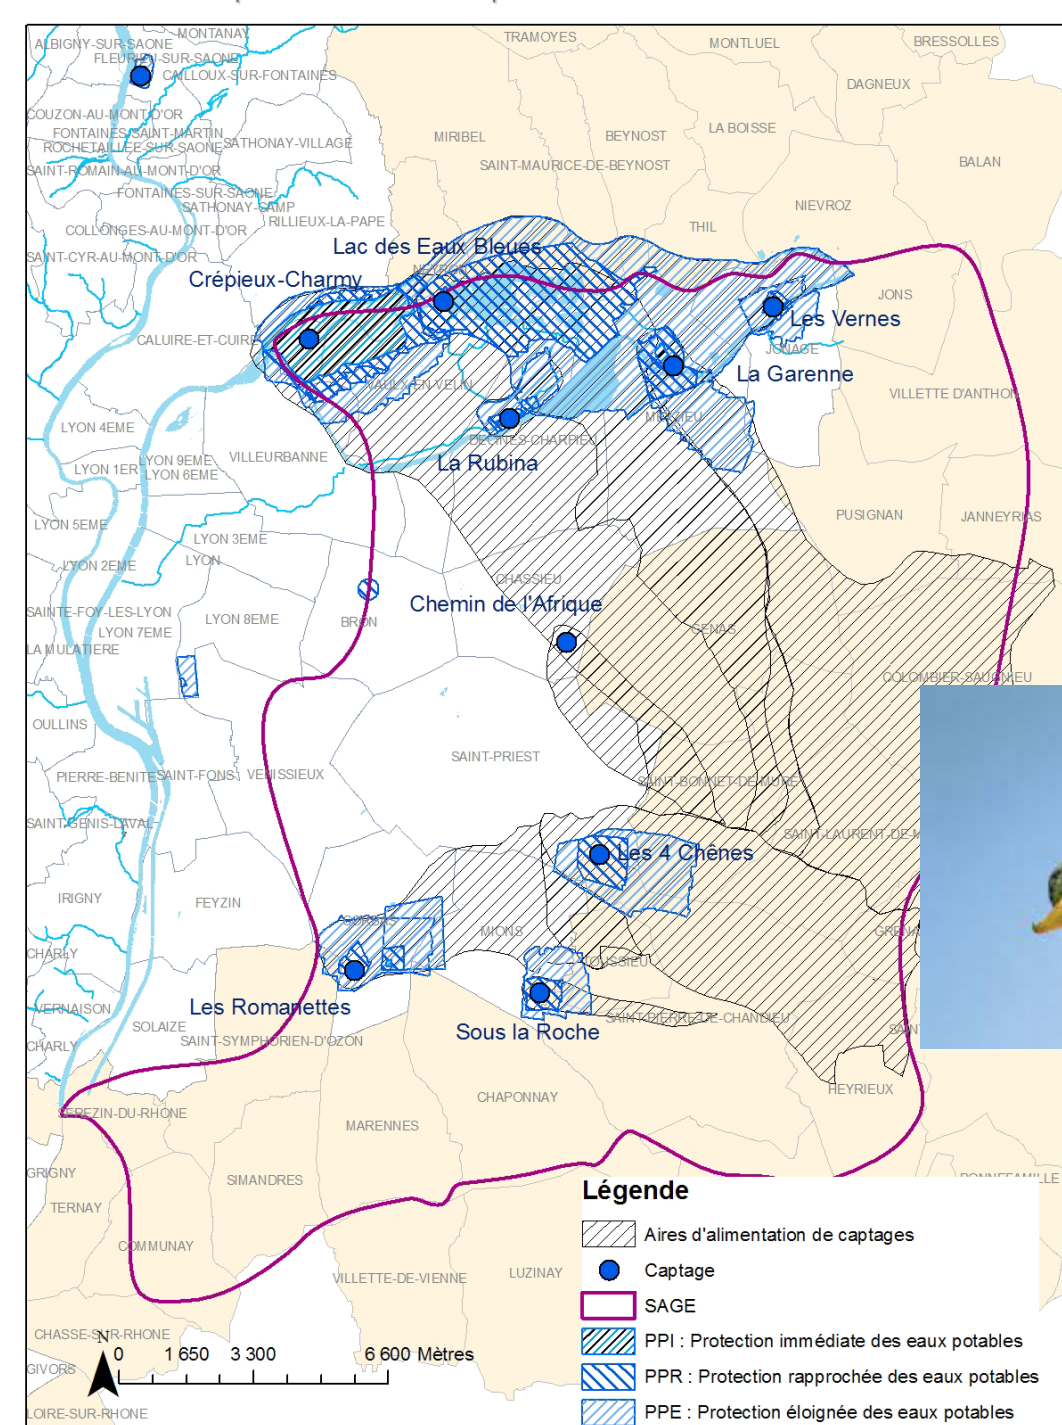 MONTANAY
TRAMOYES
MONTLUEL
BRESSOLLES
ALBIGNY-SUR-SAONE
FLEURIEU-SUR-SAONE
CAILLOUX-SUR-FONTAINES
DAGNEUX
COUZON-AU-MONT-D'OR
FONTAINES-SAINT-MARTIN
ROCHETAILLEE-SUR-SAONE
SATHONAY-VILLAGE
MIRIBEL
BEYNOST
LA BOISSE
SAINT-MAURICE-DE-BEYNOST
BALAN
SAINT-ROMAIN-AU-MONT-D'OR
FONTAINES-SUR-SAONE
SATHONAY-CAMP
RILLIEUX-LA-PAPE
NIEVROZ
COLLONGES-AU-MONT-D'OR
THIL
Lac des Eaux Bleues
SAINT-CYR-AU-MONT-D'OR
NEYRON
Crépieux-Charmy
JONS
Les Vernes
CALUIRE-ET-CUIRE
JONAGE
La Garenne
VAULX-EN-VELIN
VILLETTE D'ANTHON
LYON 4EME
MEYZIEU
DECINES-CHARPIEU
LYON 9EME
VILLEURBANNE
La Rubina
LYON 1ER
LYON 6EME
PUSIGNAN
JANNEYRIAS
LYON 5EME
LYON 3EME
LYON
LYON 2EME
CHASSIEU
Chemin de l'Afrique
SAINTE-FOY-LES-LYON
LYON 8EME
BRON
LYON 7EME
GENAS
LA MULATIERE
COLOMBIER-SAUGNIEU
OULLINS
SAINT-PRIEST
PIERRE-BENITE
SAINT-FONS
VENISSIEUX
SAINT-BONNET-DE-MURE
SAINT-GENIS-LAVAL
SAINT-LAURENT-DE-M
Les 4 Chênes
IRIGNY
FEYZIN
CORBAS
MIONS
GRENA
CHARLY
TOUSSIEU
VERNAISON
Les Romanettes
SOLAIZE
Sous la Roche
SAINT-PIERRE-DE-CHANDIEU
SAINT
CHARLY
SAINT-SYMPHORIEN-D'OZON
HEYRIEUX
SEREZIN-DU-RHONE
CHAPONNAY
MARENNES
GRIGNY
SIMANDRES
BONNEFAMILLE
TERNAY
COMMUNAY
VILLETTE-DE-VIENNE
LUZINAY
CHASSE-SUR-RHONE
GIVORS
LOIRE-SUR-RHONE
N
0 1 650 3 300 6 600 Mètres
Légende
Aires d'alimentation de captages
Captage
SAGE
PPI : Protection immédiate des eaux potables
PPR : Protection rapprochée des eaux potables
PPE : Protection éloignée des eaux potables